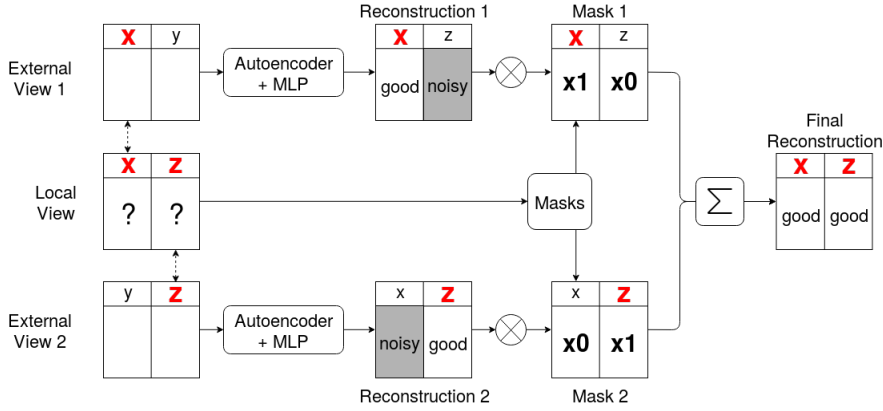 Reconstruction 1
Mask 1
X y
X z
X z
External
View 1
Autoencoder
+ MLP
good noisy
x1 x0
Final
Reconstruction
X Z
X Z
Local
View
? ?
Masks
Σ
good good
y Z
x Z
x Z
External
View 2
Autoencoder
+ MLP
noisy good
x0 x1
Reconstruction 2
Mask 2